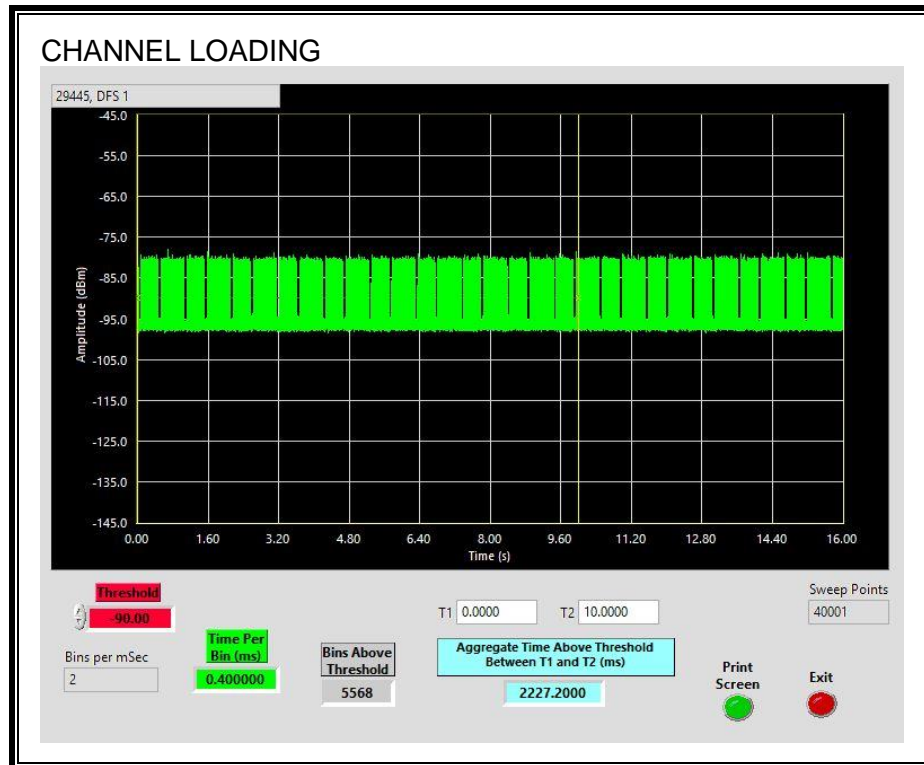 CHANNEL LOADING
29445, DFS 1
-45.0
-55.0
-65.0
-75.0
-85.0
-95.0
-105.0
-115.0
-125.0
-135.0
-145.0
Amplitude (dBm)
0.00 1.60 3.20 4.80 6.40 8.00 9.60 11.20 12.80 14.40 16.00
Time (s)
Threshold
-90.00
Bins per mSec
2
Time Per
Bin (ms)
0.400000
Bins Above
Threshold
5568
T1 0.0000 T2 10.0000
Aggregate Time Above Threshold
Between T1 and T2 (ms)
2227.2000
Sweep Points
40001
Print
Screen
Exit